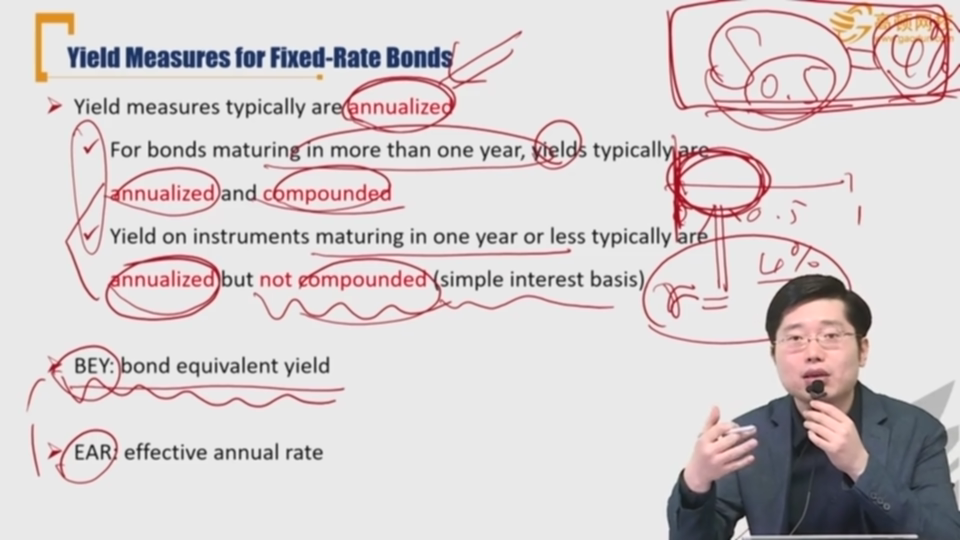 Yield Measures for Fixed-Rate Bonds
Yield measures typically are annualized
For bonds maturing in more than one year, yields typically are
annualized and compounded
Yield on instruments maturing in one year or less typically are
annualized but not compounded (simple interest basis)
BEY: bond equivalent yield
EAR: effective annual rate
S 0.5
0.5 1
6%
r =